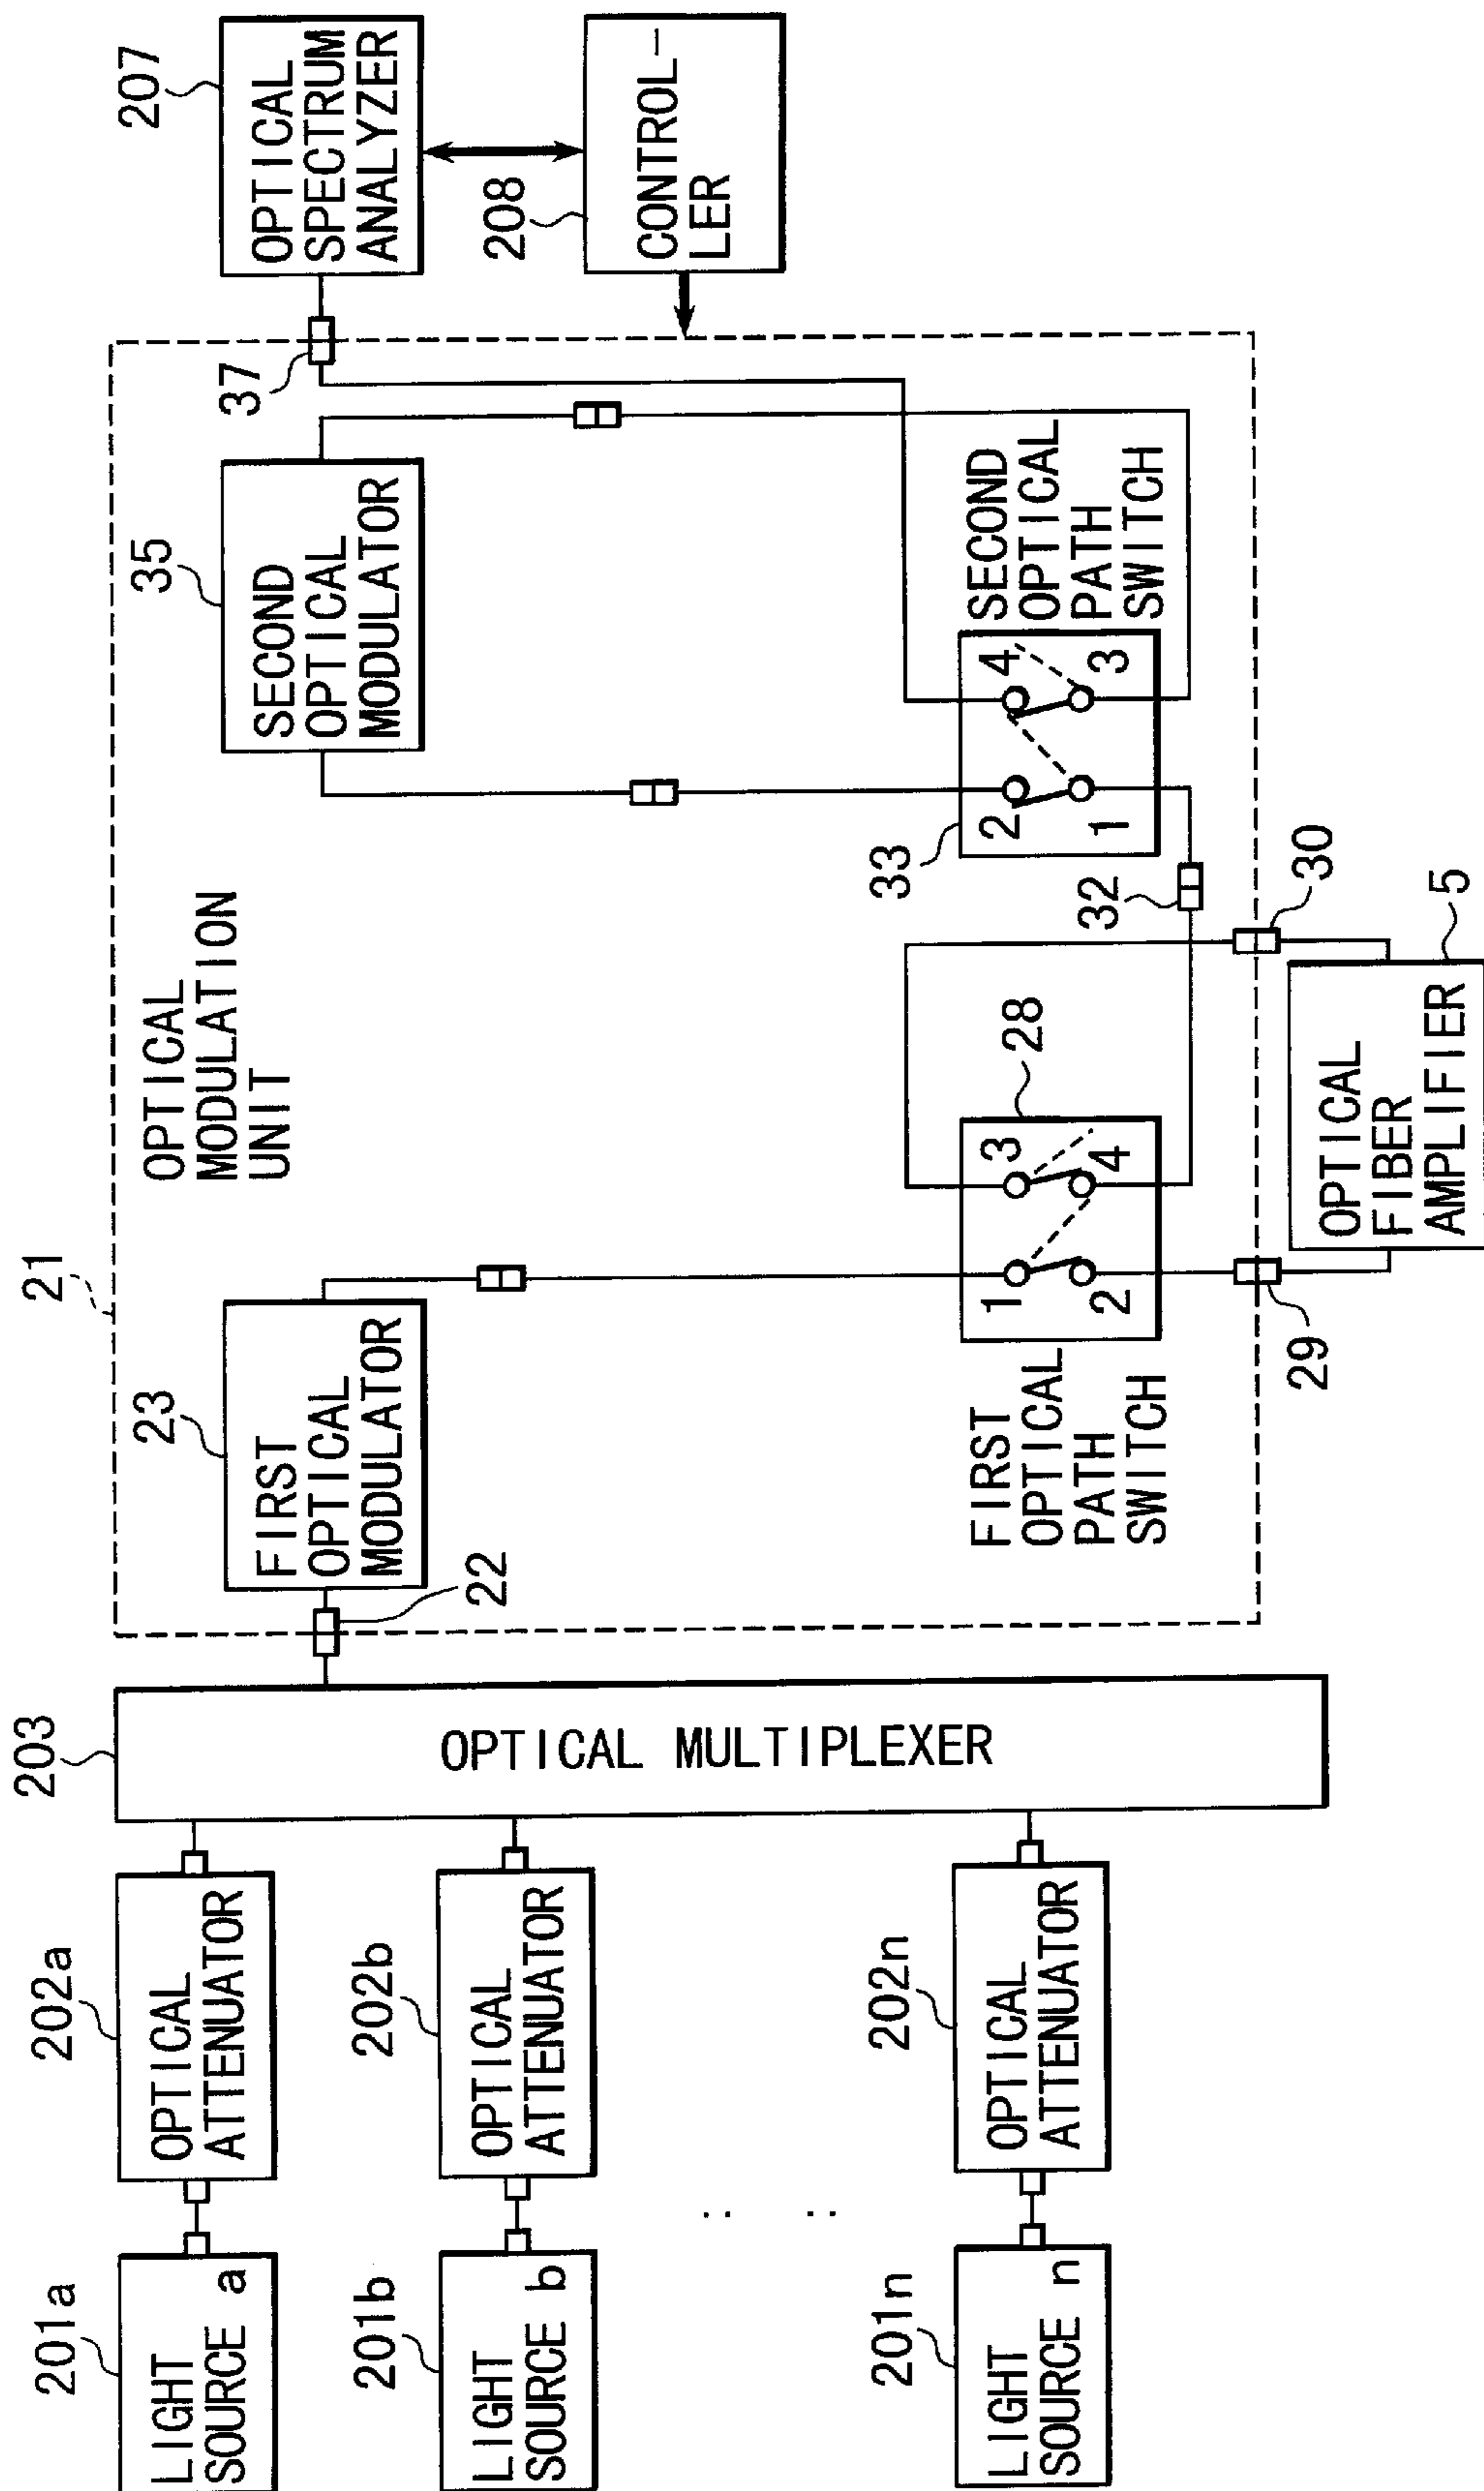 201a
LIGHT
SOURCE a
202a
OPTICAL
ATTENUATOR
201b
LIGHT
SOURCE b
202b
OPTICAL
ATTENUATOR
201n
LIGHT
SOURCE n
202n
OPTICAL
ATTENUATOR
203
OPTICAL MULTIPLEXER
21
OPTICAL
MODULATION
UNIT
22
23
FIRST
OPTICAL
MODULATOR
FIRST
OPTICAL
PATH
SWITCH
28
1
3
2
4
29
30
5
OPTICAL
FIBER
AMPLIFIER
32
33
2
4
1
3
SECOND
OPTICAL
PATH
SWITCH
35
SECOND
OPTICAL
MODULATOR
37
207
OPTICAL
SPECTRUM
ANALYZER
208
CONTROL-
LER